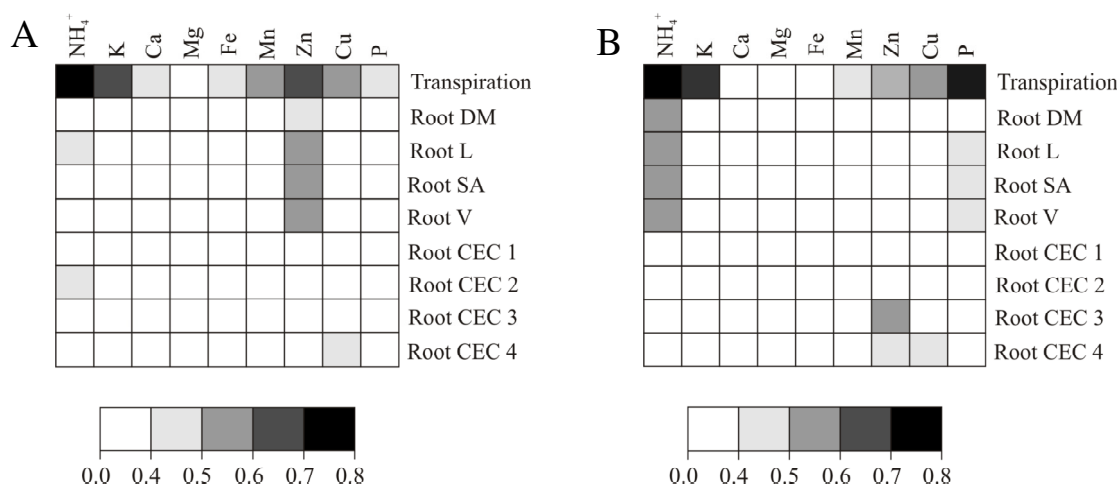 A
NH₄⁺ K Ca Mg Fe Mn Zn Cu P
Transpiration
Root DM
Root L
Root SA
Root V
Root CEC 1
Root CEC 2
Root CEC 3
Root CEC 4
0.0 0.4 0.5 0.6 0.7 0.8
B
NH₄⁺ K Ca Mg Fe Mn Zn Cu P
Transpiration
Root DM
Root L
Root SA
Root V
Root CEC 1
Root CEC 2
Root CEC 3
Root CEC 4
0.0 0.4 0.5 0.6 0.7 0.8